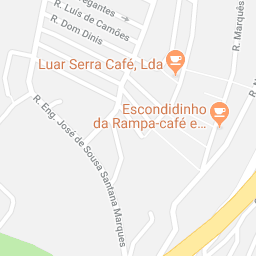 egantes
R. Luís de Camões
R. Dom Dinis
Luar Serra Café, Lda
R. Marquês
Escondidinho
da Rampa-café e...
R. Eng. José de Sousa Santana Marques